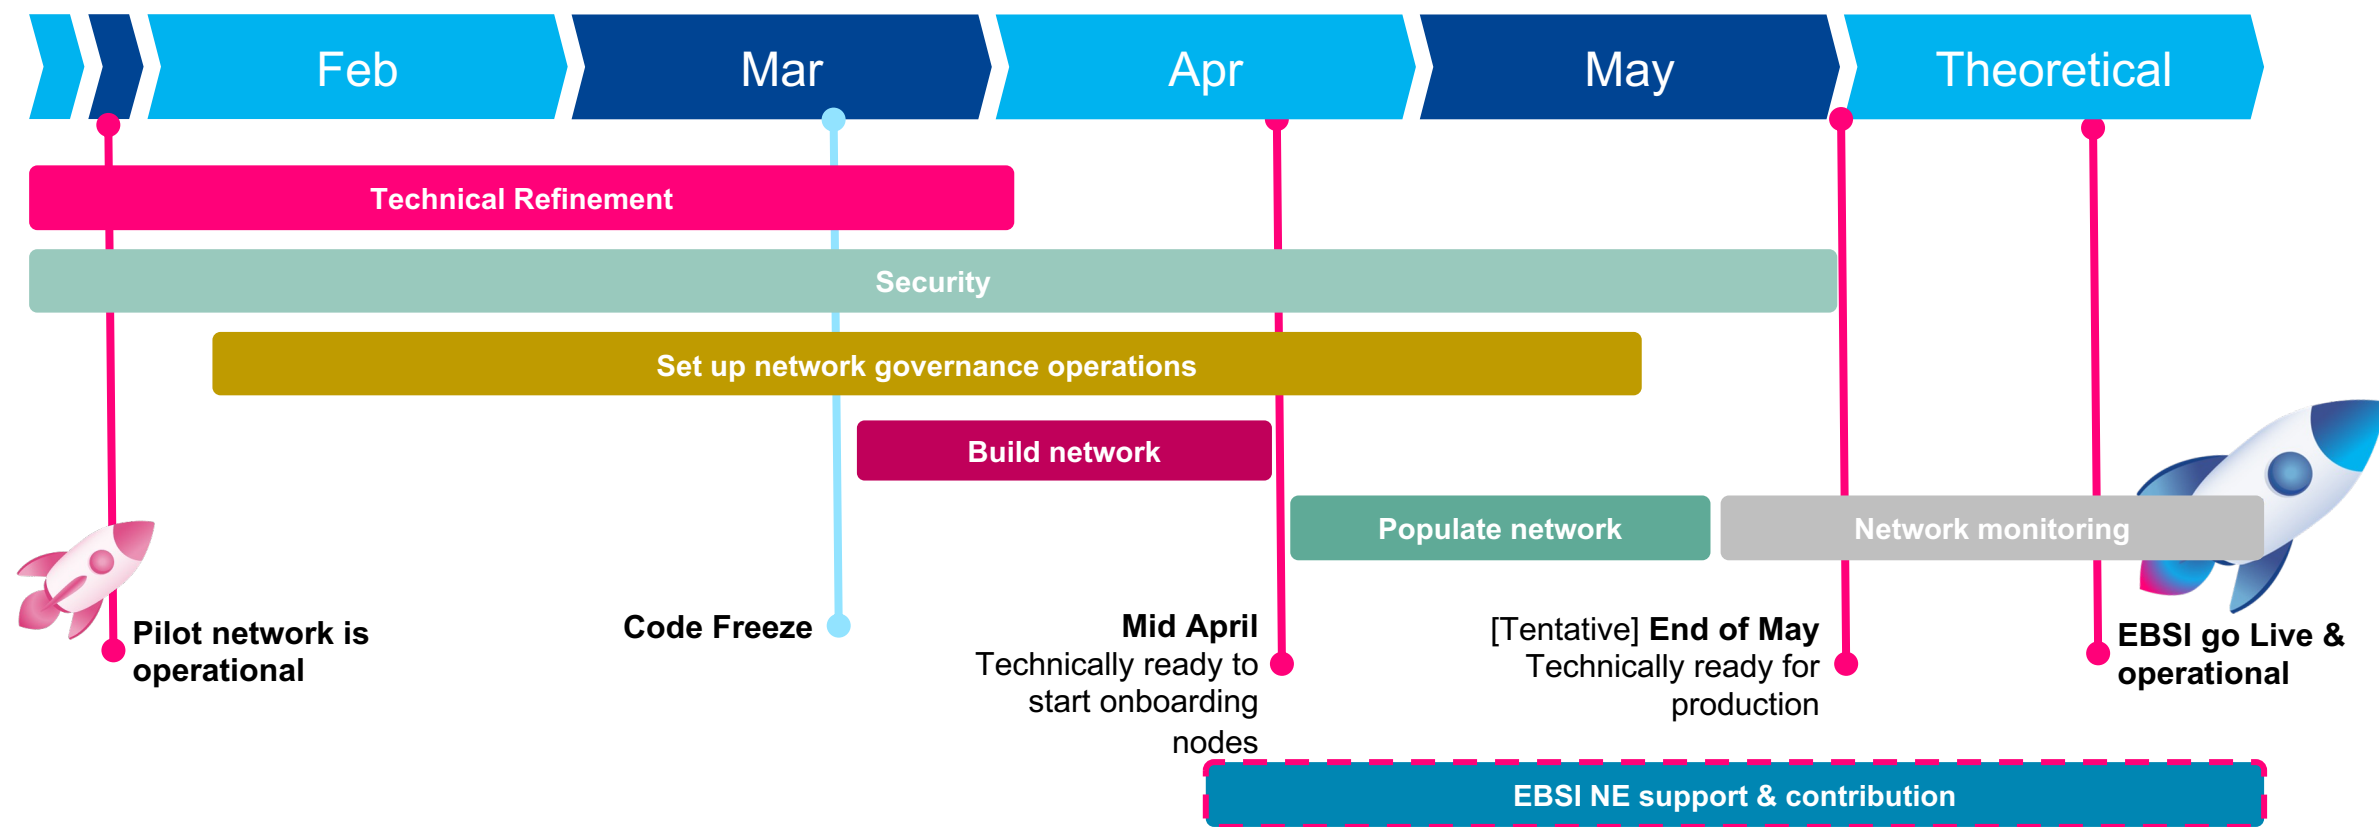 Feb
Mar
Apr
May
Theoretical
Technical Refinement
Security
Set up network governance operations
Build network
Populate network
Network monitoring
Pilot network is
operational
Code Freeze
Mid April
Technically ready to
start onboarding
nodes
[Tentative] End of May
Technically ready for
production
EBSI go Live &
operational
EBSI NE support & contribution